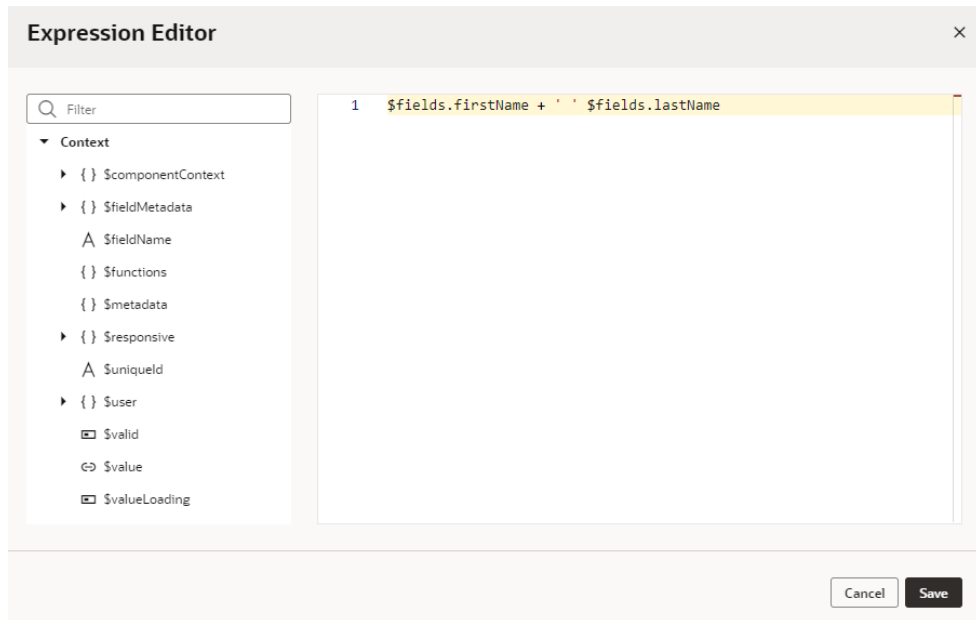 Expression Editor
Filter
1 $fields.firstName + ' ' $fields.lastName
Context
{ } $componentContext
{ } $fieldMetadata
A $fieldName
{ } $functions
{ } $metadata
{ } $responsive
A $uniqueId
{ } $user
$valid
$value
$valueLoading
Cancel Save